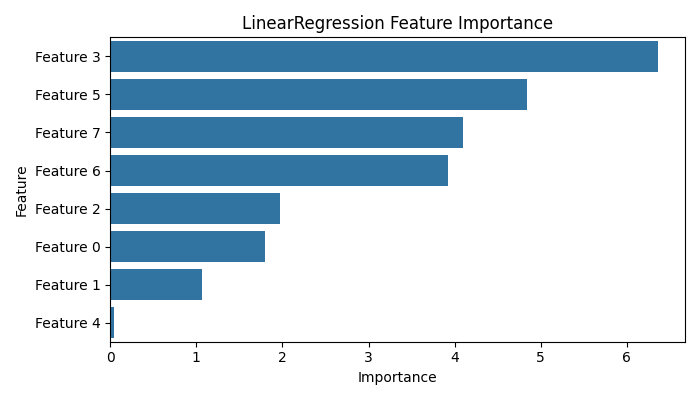 LinearRegression Feature Importance
Feature 3
Feature 5
Feature 7
Feature 6
Feature 2
Feature 0
Feature 1
Feature 4
Feature
0 1 2 3 4 5 6
Importance